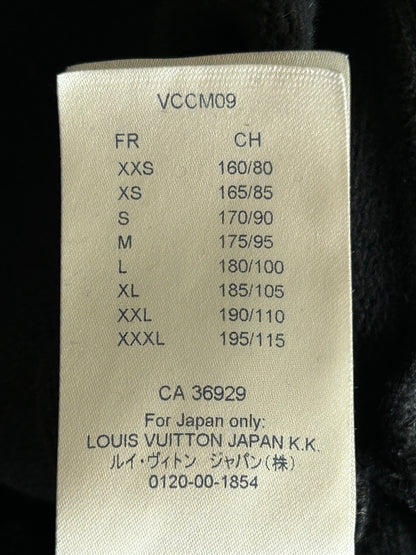 VCCM09
FR CH
XXS 160/80
XS 165/85
S 170/90
M 175/95
L 180/100
XL 185/105
XXL 190/110
XXXL 195/115
CA 36929
For Japan only:
LOUIS VUITTON JAPAN K.K.
ルイ・ヴィトン ジャパン(株)
0120-00-1854